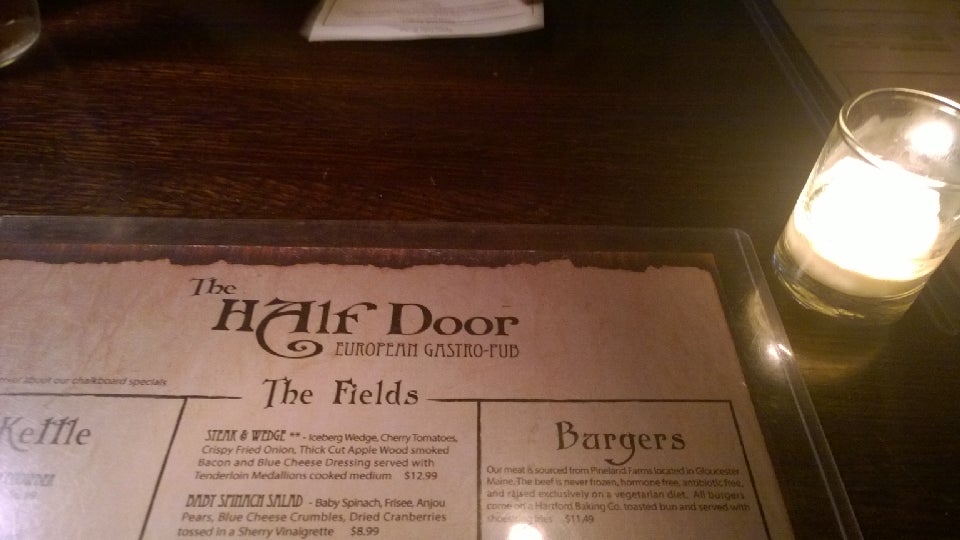 The
Half Door
EUROPEAN GASTRO-PUB
about our chalkboard specials
The Fields
Kettle
CHOWDER
STEAK & WEDGE ** - Iceberg Wedge, Cherry Tomatoes,
Crispy Fried Onion, Thick Cut Apple Wood smoked
Bacon and Blue Cheese Dressing served with
Tenderloin Medallions cooked medium $12.99
BABY SPINACH SALAD - Baby Spinach, Frisee, Anjou
Pears, Blue Cheese Crumbles, Dried Cranberries
tossed in a Sherry Vinaigrette $8.99
Burgers
Our meat is sourced from Pineland Farms located in Gloucester
Maine. The beef is never frozen, hormone free, antibiotic free,
and raised exclusively on a vegetarian diet. All burgers
come on a Hartford Baking Co. toasted bun and served with
$11.49